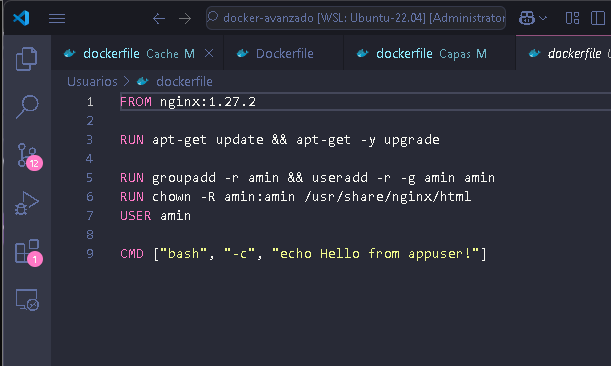 docker-avanzado [WSL: Ubuntu-22.04] [Administrator
dockerfile Cache M
Dockerfile
dockerfile Capas M
dockerfile
Usuarios > dockerfile
1 FROM nginx:1.27.2
2
3 RUN apt-get update && apt-get -y upgrade
4
5 RUN groupadd -r amin && useradd -r -g amin amin
6 RUN chown -R amin:amin /usr/share/nginx/html
7 USER amin
8
9 CMD ["bash", "-c", "echo Hello from appuser!"]
12
1